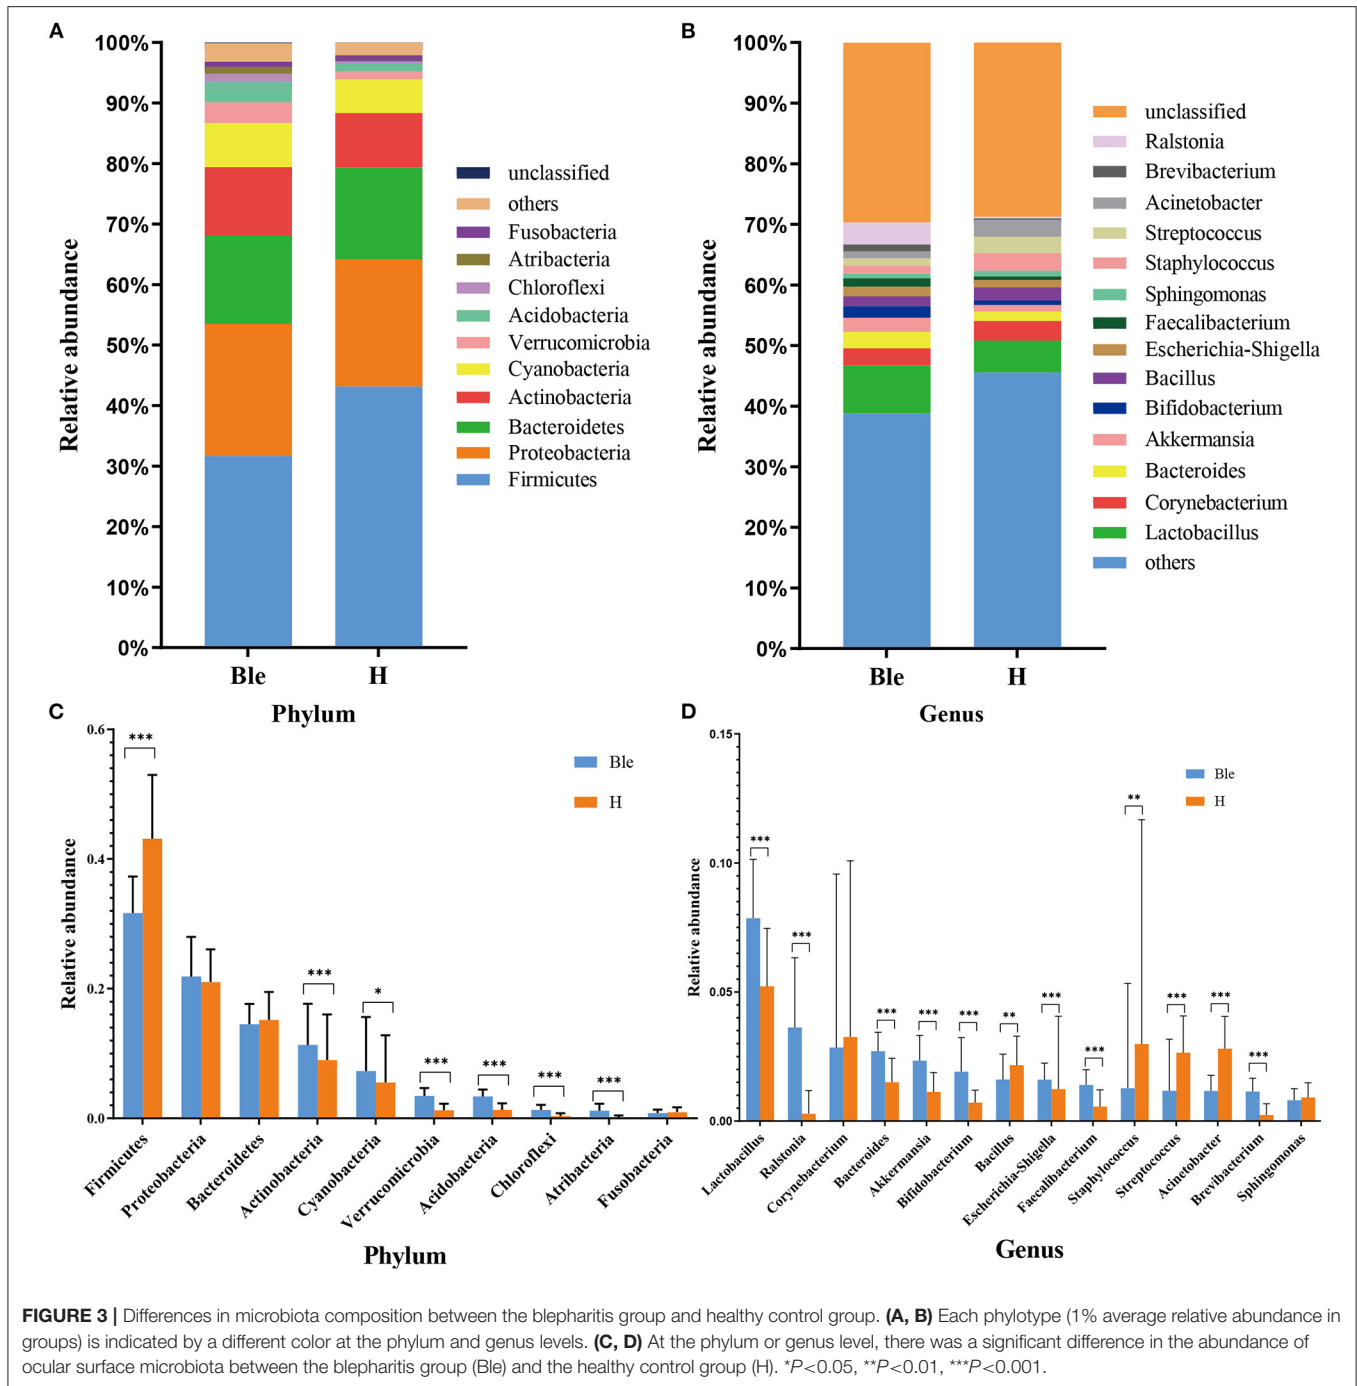 A
100%
90%
80%
70%
60%
50%
40%
30%
20%
10%
0%
Relative abundance
Ble
H
Phylum
unclassified
others
Fusobacteria
Atribacteria
Chloroflexi
Acidobacteria
Verrucomicrobia
Cyanobacteria
Actinobacteria
Bacteroidetes
Proteobacteria
Firmicutes
B
100%
90%
80%
70%
60%
50%
40%
30%
20%
10%
0%
Relative abundance
Ble
H
Genus
unclassified
Ralstonia
Brevibacterium
Acinetobacter
Streptococcus
Staphylococcus
Sphingomonas
Faecalibacterium
Escherichia-Shigella
Bacillus
Bifidobacterium
Akkermansia
Bacteroides
Corynebacterium
Lactobacillus
others
C
0.6
0.4
0.2
0.0
Relative abundance
Ble
H
***
***
*
***
***
***
***
Firmicutes
Proteobacteria
Bacteroidetes
Actinobacteria
Cyanobacteria
Verrucomicrobia
Acidobacteria
Chloroflexi
Atribacteria
Fusobacteria
Phylum
D
0.15
0.10
0.05
0.00
Relative abundance
Ble
H
***
***
***
***
***
**
***
***
**
***
***
***
Lactobacillus
Ralstonia
Corynebacterium
Bacteroides
Akkermansia
Bifidobacterium
Bacillus
Escherichia-Shigella
Faecalibacterium
Staphylococcus
Streptococcus
Acinetobacter
Brevibacterium
Sphingomonas
Genus
FIGURE 3 | Differences in microbiota composition between the blepharitis group and healthy control group. (A, B) Each phylotype (1% average relative abundance in
groups) is indicated by a different color at the phylum and genus levels. (C, D) At the phylum or genus level, there was a significant difference in the abundance of
ocular surface microbiota between the blepharitis group (Ble) and the healthy control group (H). *P<0.05, **P<0.01, ***P<0.001.